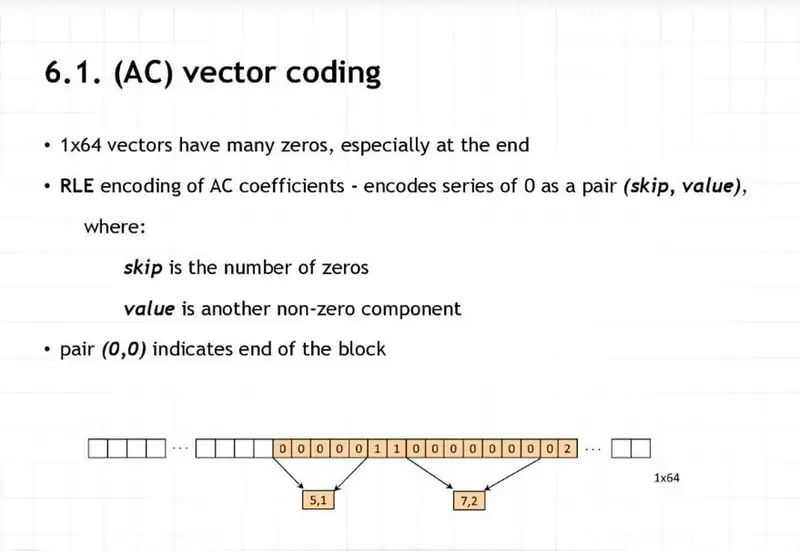 6.1. (AC) vector coding
• 1x64 vectors have many zeros, especially at the end
• RLE encoding of AC coefficients - encodes series of 0 as a pair (skip, value),
where:
skip is the number of zeros
value is another non-zero component
• pair (0,0) indicates end of the block
... 0 0 0 0 0 1 1 0 0 0 0 0 0 0 0 2 ...
1x64
5,1 7,2